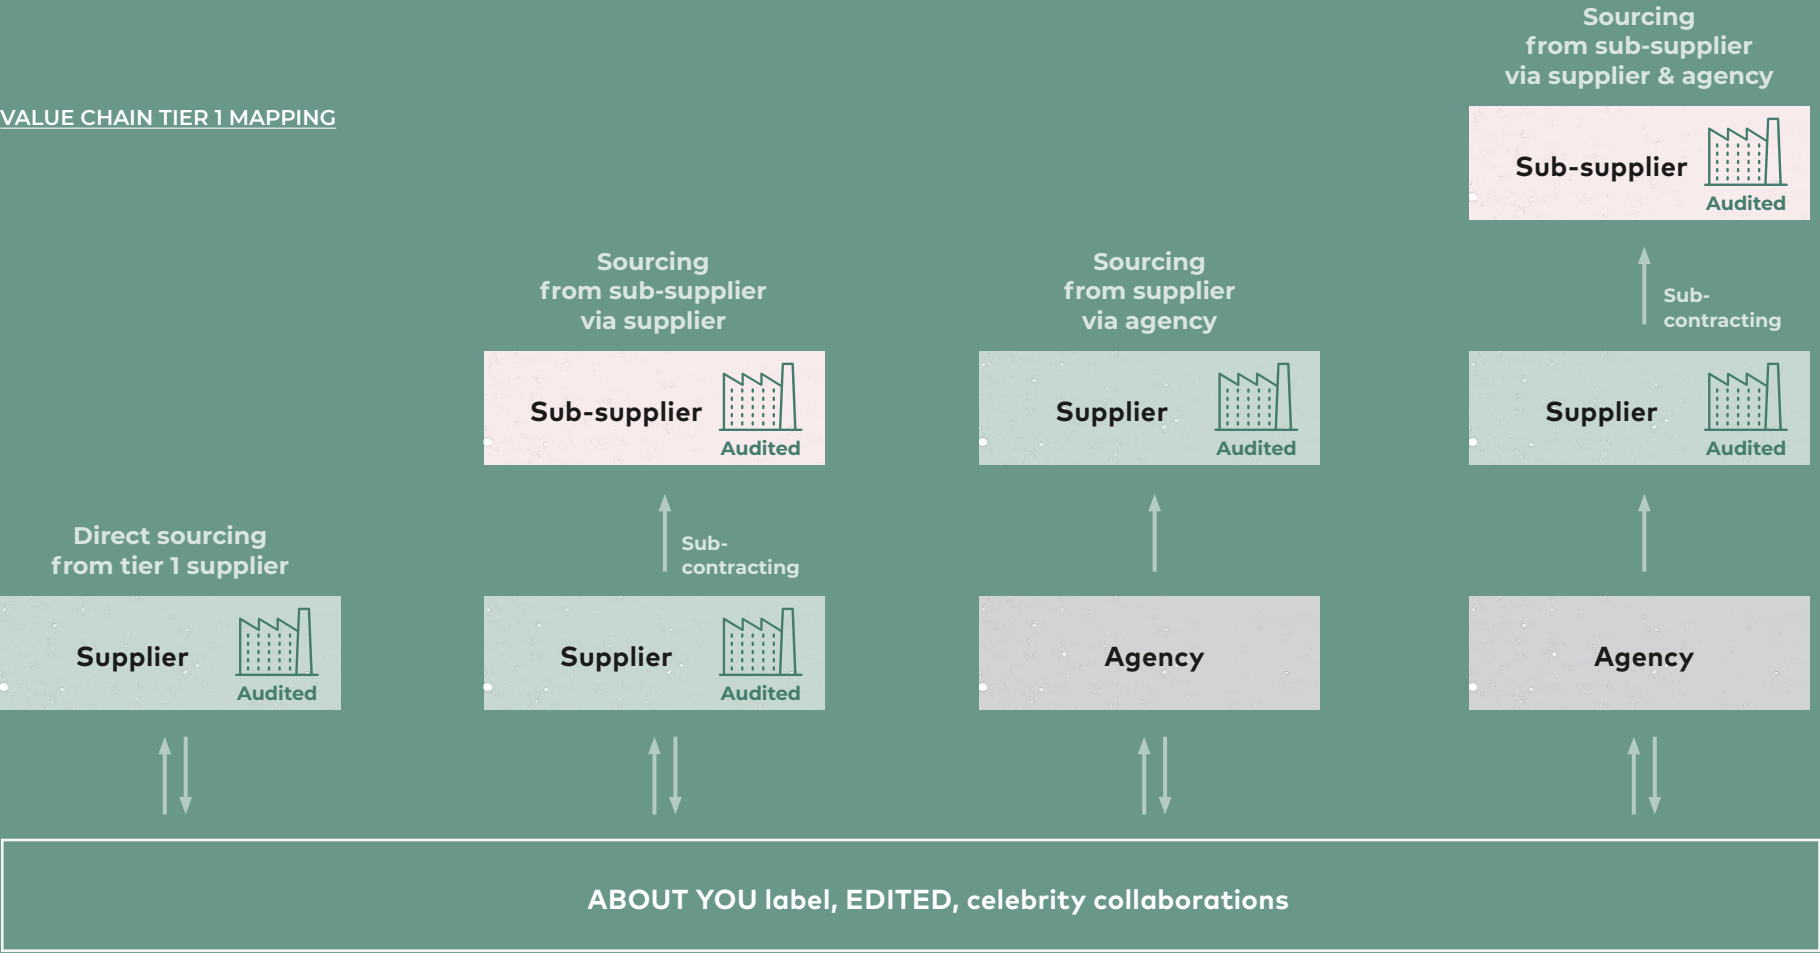 VALUE CHAIN TIER 1 MAPPING
Direct sourcing
from tier 1 supplier
Supplier
Audited
Sourcing
from sub-supplier
via supplier
Sub-supplier
Audited
Sub-
contracting
Supplier
Audited
Sourcing
from supplier
via agency
Supplier
Audited
Agency
Sourcing
from sub-supplier
via supplier & agency
Sub-supplier
Audited
Sub-
contracting
Supplier
Audited
Agency
ABOUT YOU label, EDITED, celebrity collaborations